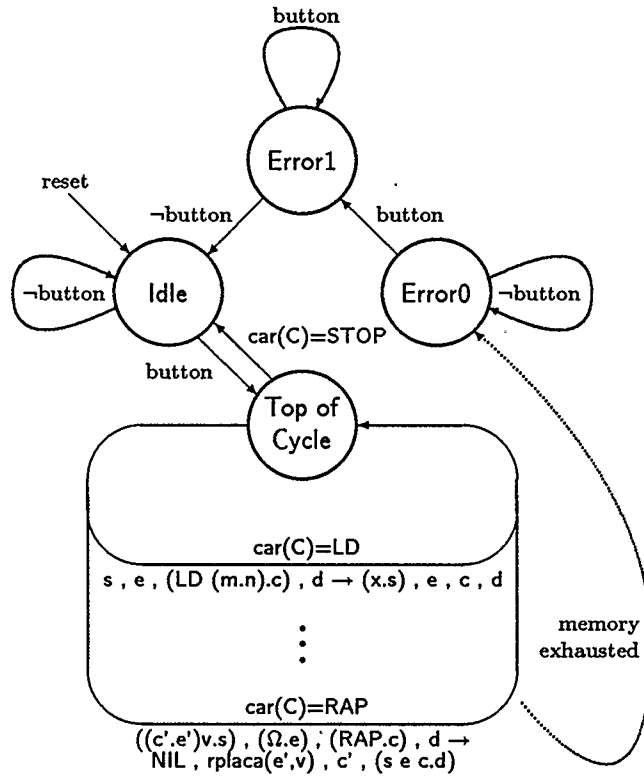 button
Error1
reset
¬button
button
¬button
Idle
Error0
¬button
car(C)=STOP
button
Top of
Cycle
car(C)=LD
s , e , (LD (m.n).c) , d → (x.s) , e , c , d
memory
exhausted
car(C)=RAP
((c'.e')v.s) , (Ω.e) , (RAP.c) , d →
NIL , rplaca(e',v) , c' , (s e c.d)